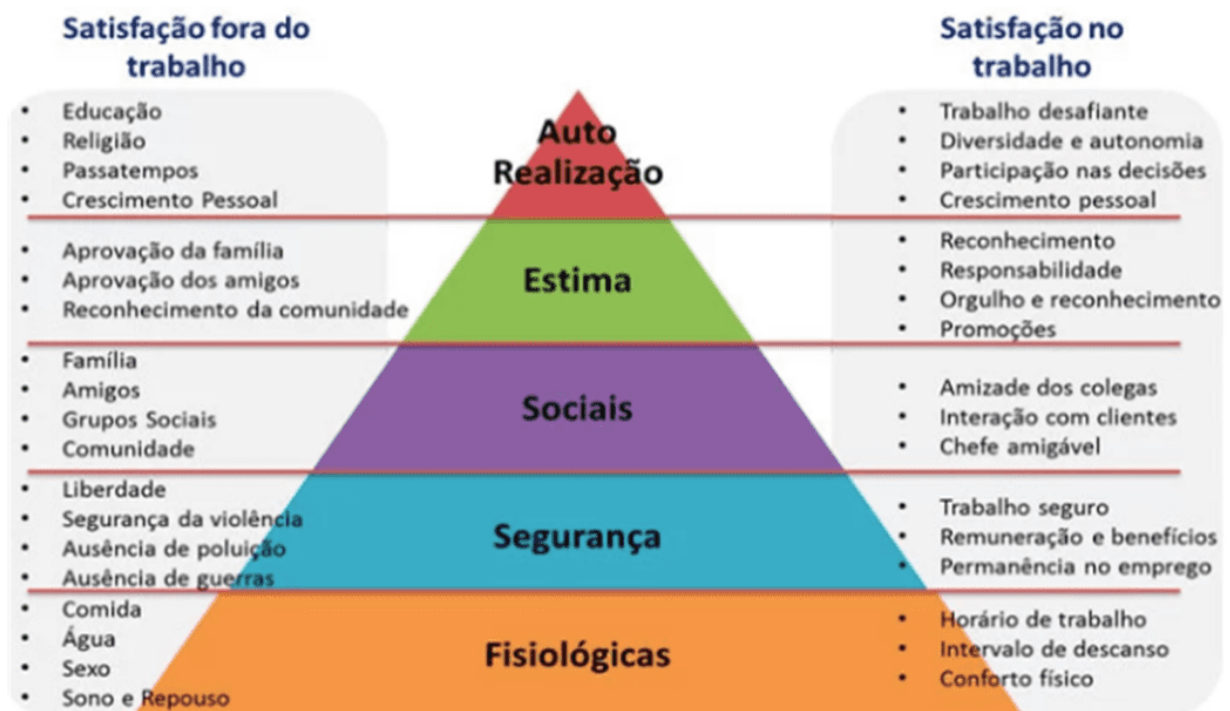 Satisfação fora do
trabalho
Educação
Religião
Passatempos
Crescimento Pessoal
Aprovação da família
Aprovação dos amigos
Reconhecimento da comunidade
Família
Amigos
Grupos Sociais
Comunidade
Liberdade
Segurança da violência
Ausência de poluição
Ausência de guerras
Comida
Água
Sexo
Sono e Repouso
Auto
Realização
Estima
Sociais
Segurança
Fisiológicas
Satisfação no
trabalho
Trabalho desafiante
Diversidade e autonomia
Participação nas decisões
Crescimento pessoal
Reconhecimento
Responsabilidade
Orgulho e reconhecimento
Promoções
Amizade dos colegas
Interação com clientes
Chefe amigável
Trabalho seguro
Remuneração e benefícios
Permanência no emprego
Horário de trabalho
Intervalo de descanso
Conforto físico